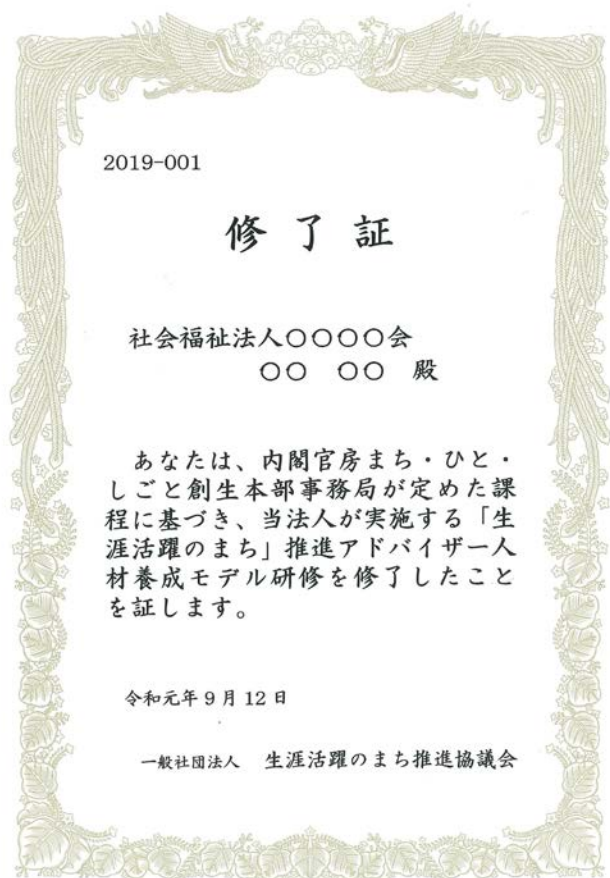 2019-001
修了証
社会福祉法人〇〇〇〇会
〇〇　〇〇　殿
　あなたは、内閣官房まち・ひと・
しごと創生本部事務局が定めた課
程に基づき、当法人が実施する「生
涯活躍のまち」推進アドバイザー人
材養成モデル研修を修了したこと
を証します。
令和元年９月12日
一般社団法人　生涯活躍のまち推進協議会